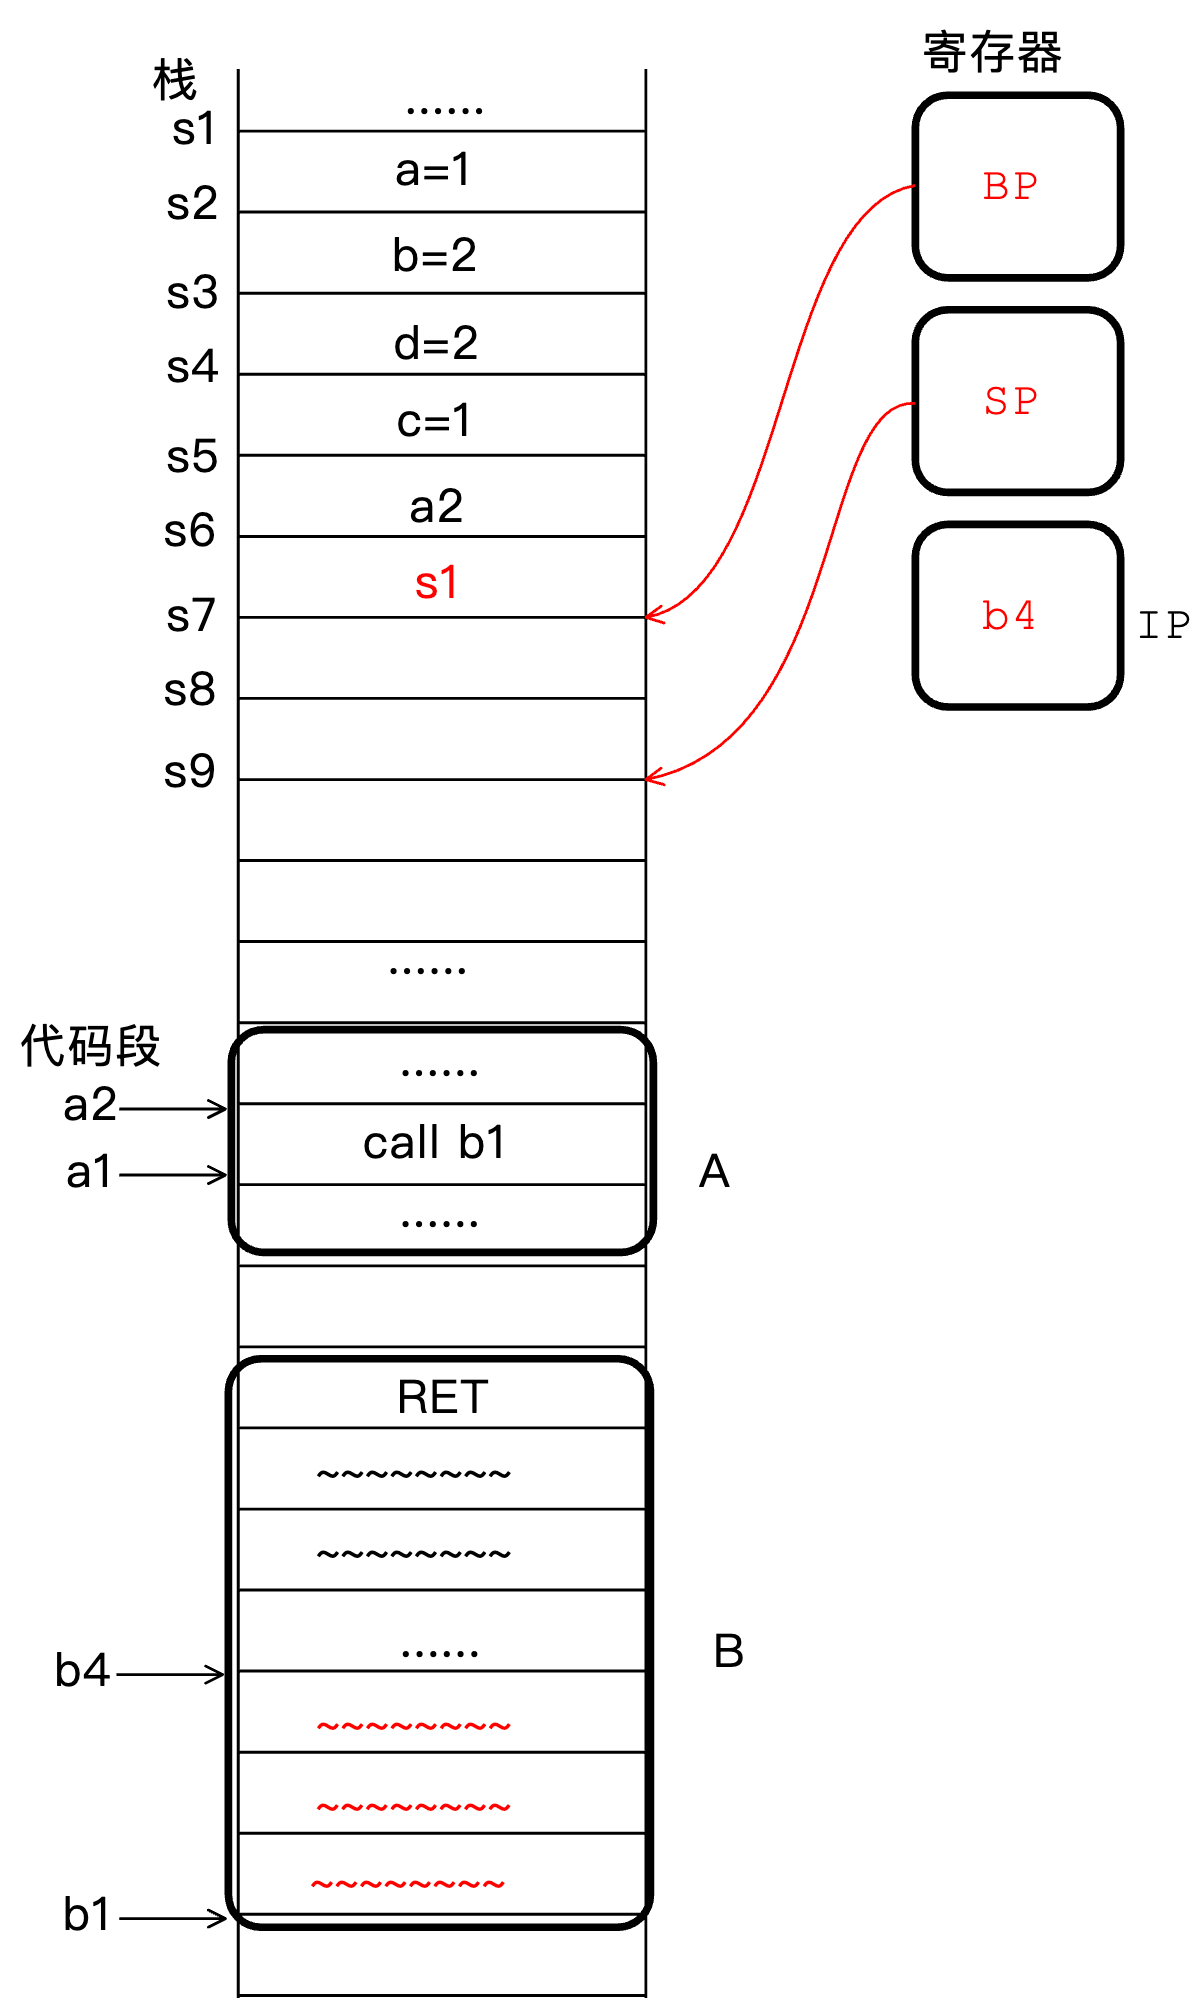 栈
······
s1
a=1
s2
b=2
s3
d=2
s4
c=1
s5
a2
s6
s1
s7
s8
s9
······
寄存器
BP
SP
b4
IP
代码段
······
a2
call b1
a1
······
A
RET
~~~~~~~~
~~~~~~~~
······
b4
B
~~~~~~~~
~~~~~~~~
~~~~~~~~
b1